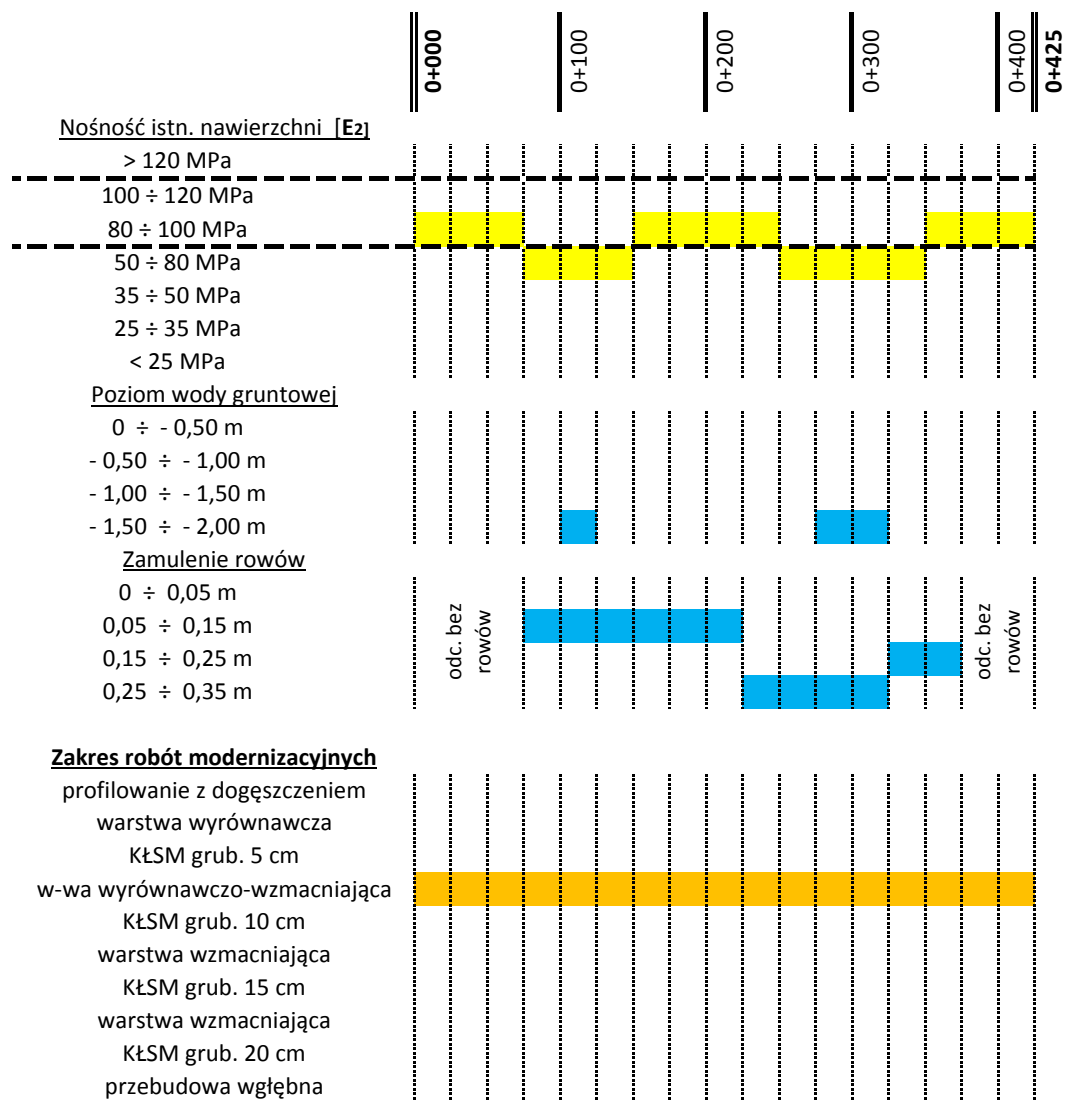 0+000
0+100
0+200
0+300
0+400
0+425
Nośność istn. nawierzchni [E2]
> 120 MPa
100 ÷ 120 MPa
80 ÷ 100 MPa
50 ÷ 80 MPa
35 ÷ 50 MPa
25 ÷ 35 MPa
< 25 MPa
Poziom wody gruntowej
0 ÷ - 0,50 m
- 0,50 ÷ - 1,00 m
- 1,00 ÷ - 1,50 m
- 1,50 ÷ - 2,00 m
Zamulenie rowów
0 ÷ 0,05 m
0,05 ÷ 0,15 m
0,15 ÷ 0,25 m
0,25 ÷ 0,35 m
odc. bez
rowów
odc. bez
rowów
Zakres robót modernizacyjnych
profilowanie z dogęszczeniem
warstwa wyrównawcza
KŁSM grub. 5 cm
w-wa wyrównawczo-wzmacniająca
KŁSM grub. 10 cm
warstwa wzmacniająca
KŁSM grub. 15 cm
warstwa wzmacniająca
KŁSM grub. 20 cm
przebudowa wgłębna